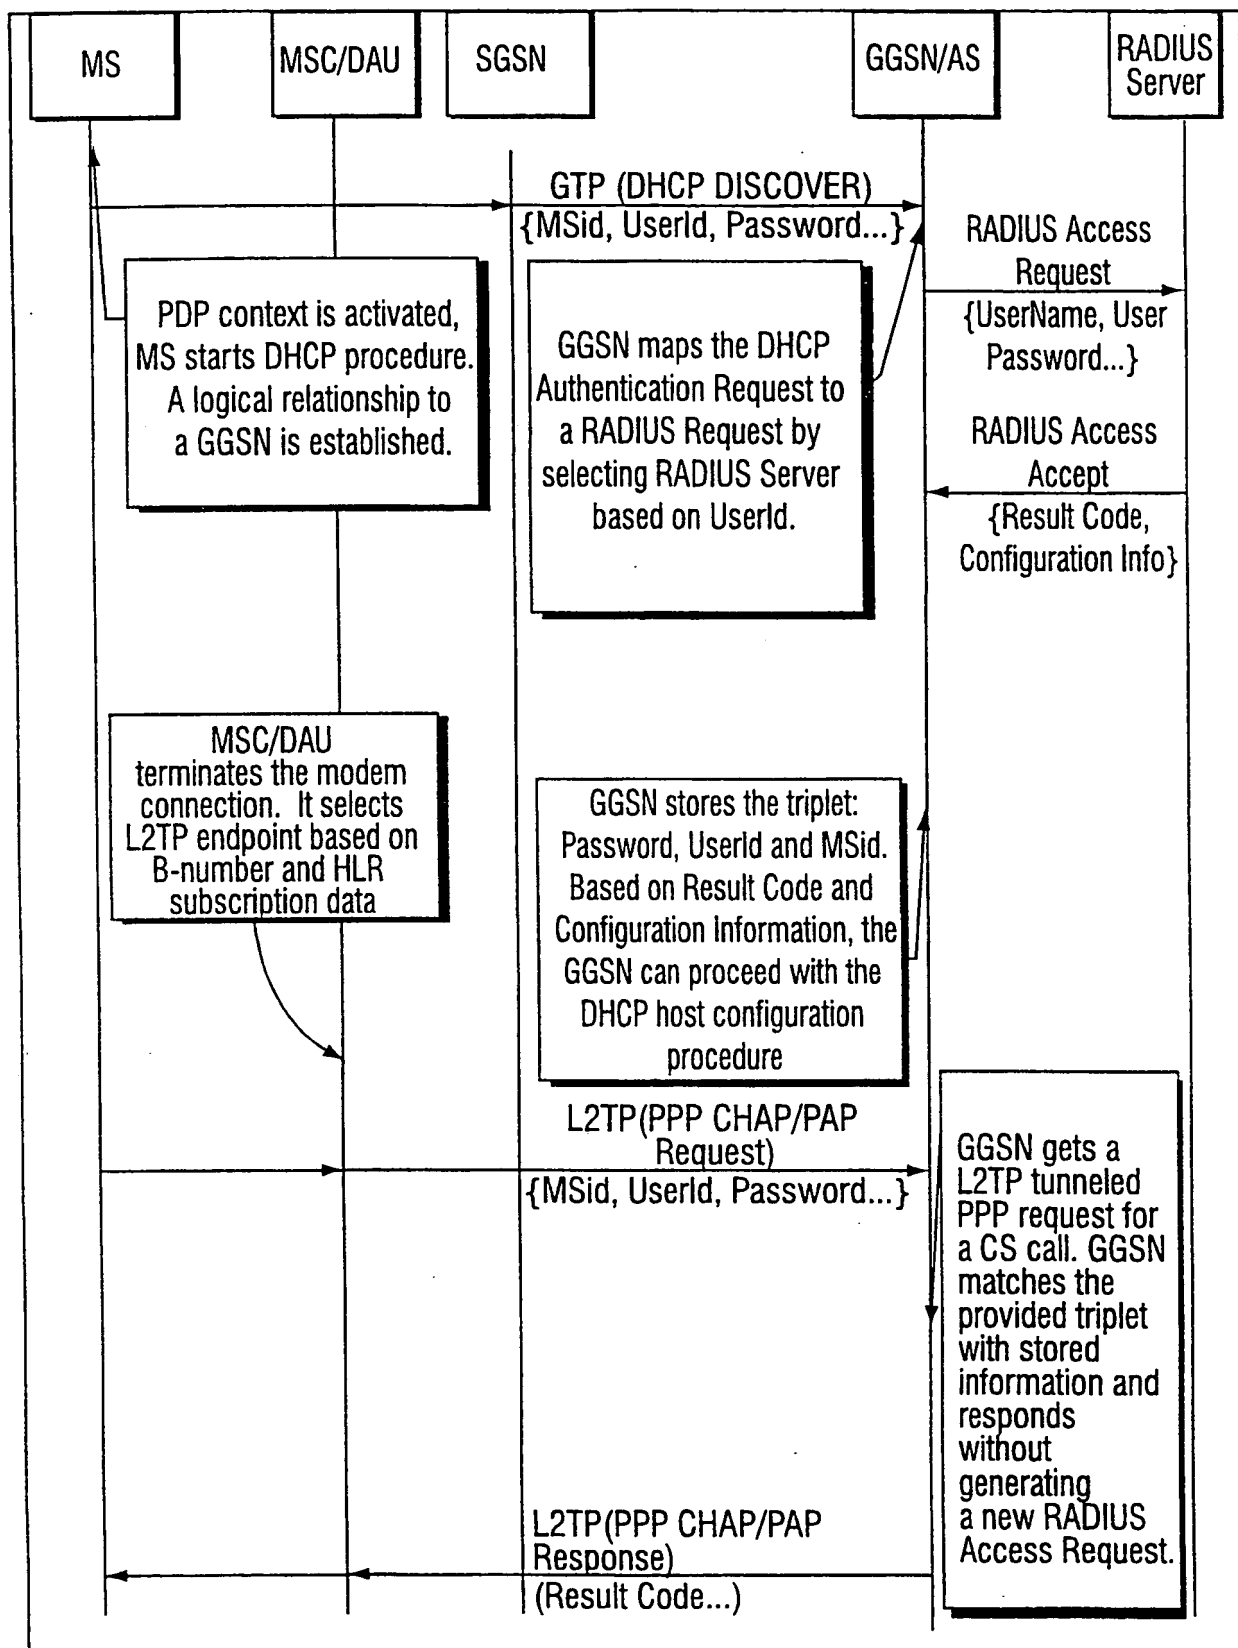 MS
MSC/DAU
SGSN
GGSN/AS
RADIUS
Server
GTP (DHCP DISCOVER)
{MSid, UserId, Password...}
RADIUS Access
Request
{UserName, User
Password...}
PDP context is activated,
MS starts DHCP procedure.
A logical relationship to
a GGSN is established.
GGSN maps the DHCP
Authentication Request to
a RADIUS Request by
selecting RADIUS Server
based on UserId.
RADIUS Access
Accept
{Result Code,
Configuration Info}
MSC/DAU
terminates the modem
connection. It selects
L2TP endpoint based on
B-number and HLR
subscription data
GGSN stores the triplet:
Password, UserId and MSid.
Based on Result Code and
Configuration Information, the
GGSN can proceed with the
DHCP host configuration
procedure
L2TP(PPP CHAP/PAP
Request)
{MSid, UserId, Password...}
GGSN gets a
L2TP tunneled
PPP request for
a CS call. GGSN
matches the
provided triplet
with stored
information and
responds
without
generating
a new RADIUS
Access Request.
L2TP(PPP CHAP/PAP
Response)
(Result Code...)